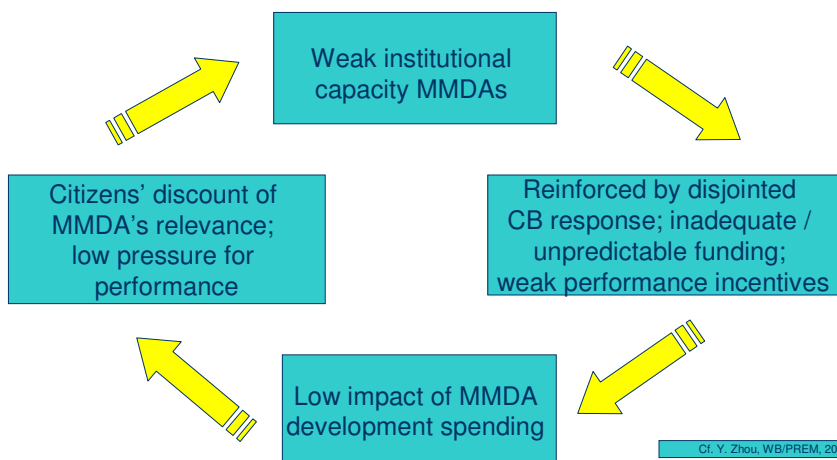 Weak institutional
capacity MMDAs
Citizens' discount of
MMDA's relevance;
low pressure for
performance
Reinforced by disjointed
CB response; inadequate /
unpredictable funding;
weak performance incentives
Low impact of MMDA
development spending
Cf. Y. Zhou, WB/PREM, 20